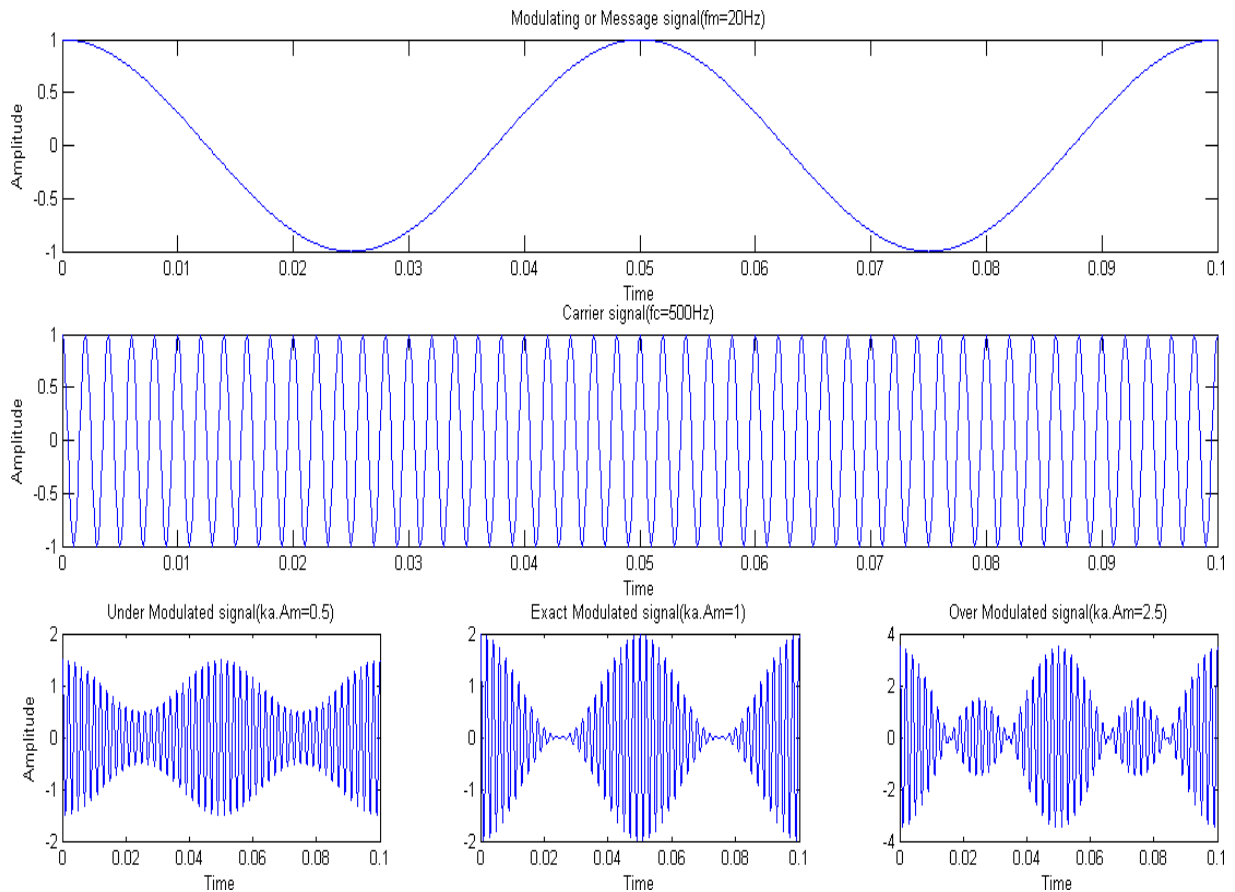 Modulating or Message signal(fm=20Hz)
1
0.5
0
-0.5
-1
Amplitude
0 0.01 0.02 0.03 0.04 0.05 0.06 0.07 0.08 0.09 0.1
Time
Carrier signal(fc=500Hz)
1
0.5
0
-0.5
-1
Amplitude
0 0.01 0.02 0.03 0.04 0.05 0.06 0.07 0.08 0.09 0.1
Time
Under Modulated signal(ka.Am=0.5)
2
1
0
-1
-2
Amplitude
0 0.02 0.04 0.06 0.08 0.1
Time
Exact Modulated signal(ka.Am=1)
2
1
0
-1
-2
0 0.02 0.04 0.06 0.08 0.1
Time
Over Modulated signal(ka.Am=2.5)
4
2
0
-2
-4
0 0.02 0.04 0.06 0.08 0.1
Time